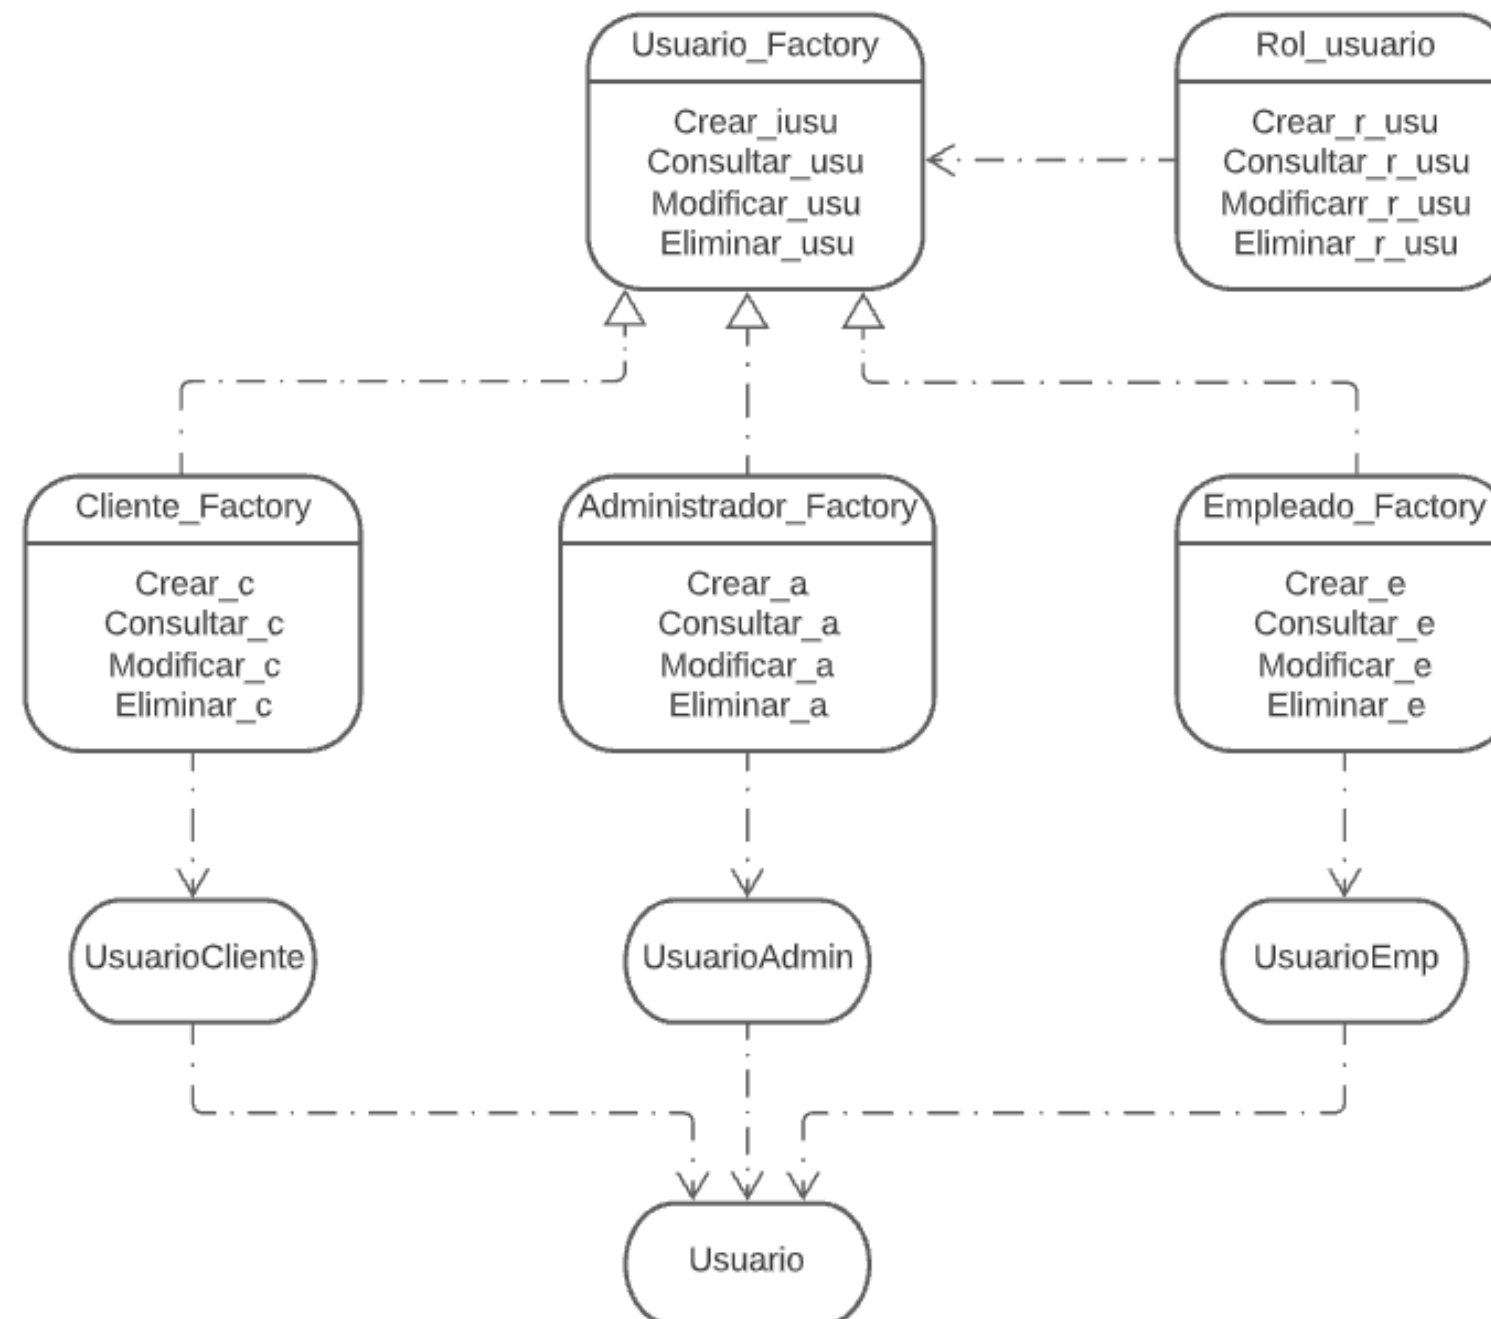 Usuario_Factory
Crear_iusu
Consultar_usu
Modificar_usu
Eliminar_usu
Rol_usuario
Crear_r_usu
Consultar_r_usu
Modificarr_r_usu
Eliminar_r_usu
Cliente_Factory
Crear_c
Consultar_c
Modificar_c
Eliminar_c
Administrador_Factory
Crear_a
Consultar_a
Modificar_a
Eliminar_a
Empleado_Factory
Crear_e
Consultar_e
Modificar_e
Eliminar_e
UsuarioCliente
UsuarioAdmin
UsuarioEmp
Usuario